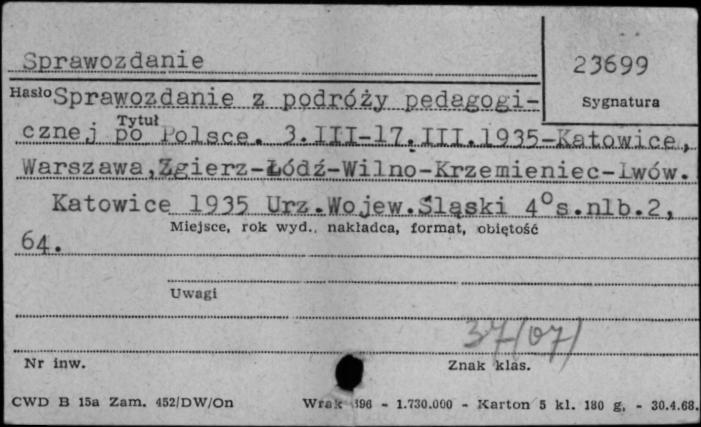 Sprawozdanie
23699
Sygnatura
Hasło Sprawozdanie z podróży pedagogi-
Tytuł
cznej po Polsce. 3.III-17.III.1935-Katowice,
Warszawa,Zgierz-Łódź-Wilno-Krzemieniec-Lwów.
Katowice 1935 Urz.Wojew.Śląski 4°s.nlb.2,
Miejsce, rok wyd., nakładca, format, objętość
64.
Uwagi
37/07/
Nr inw.
Znak klas.
CWD B 15a Zam. 452/DW/On
Wrak 396 - 1.730.000 - Karton 5 kl. 180 g. - 30.4.68.